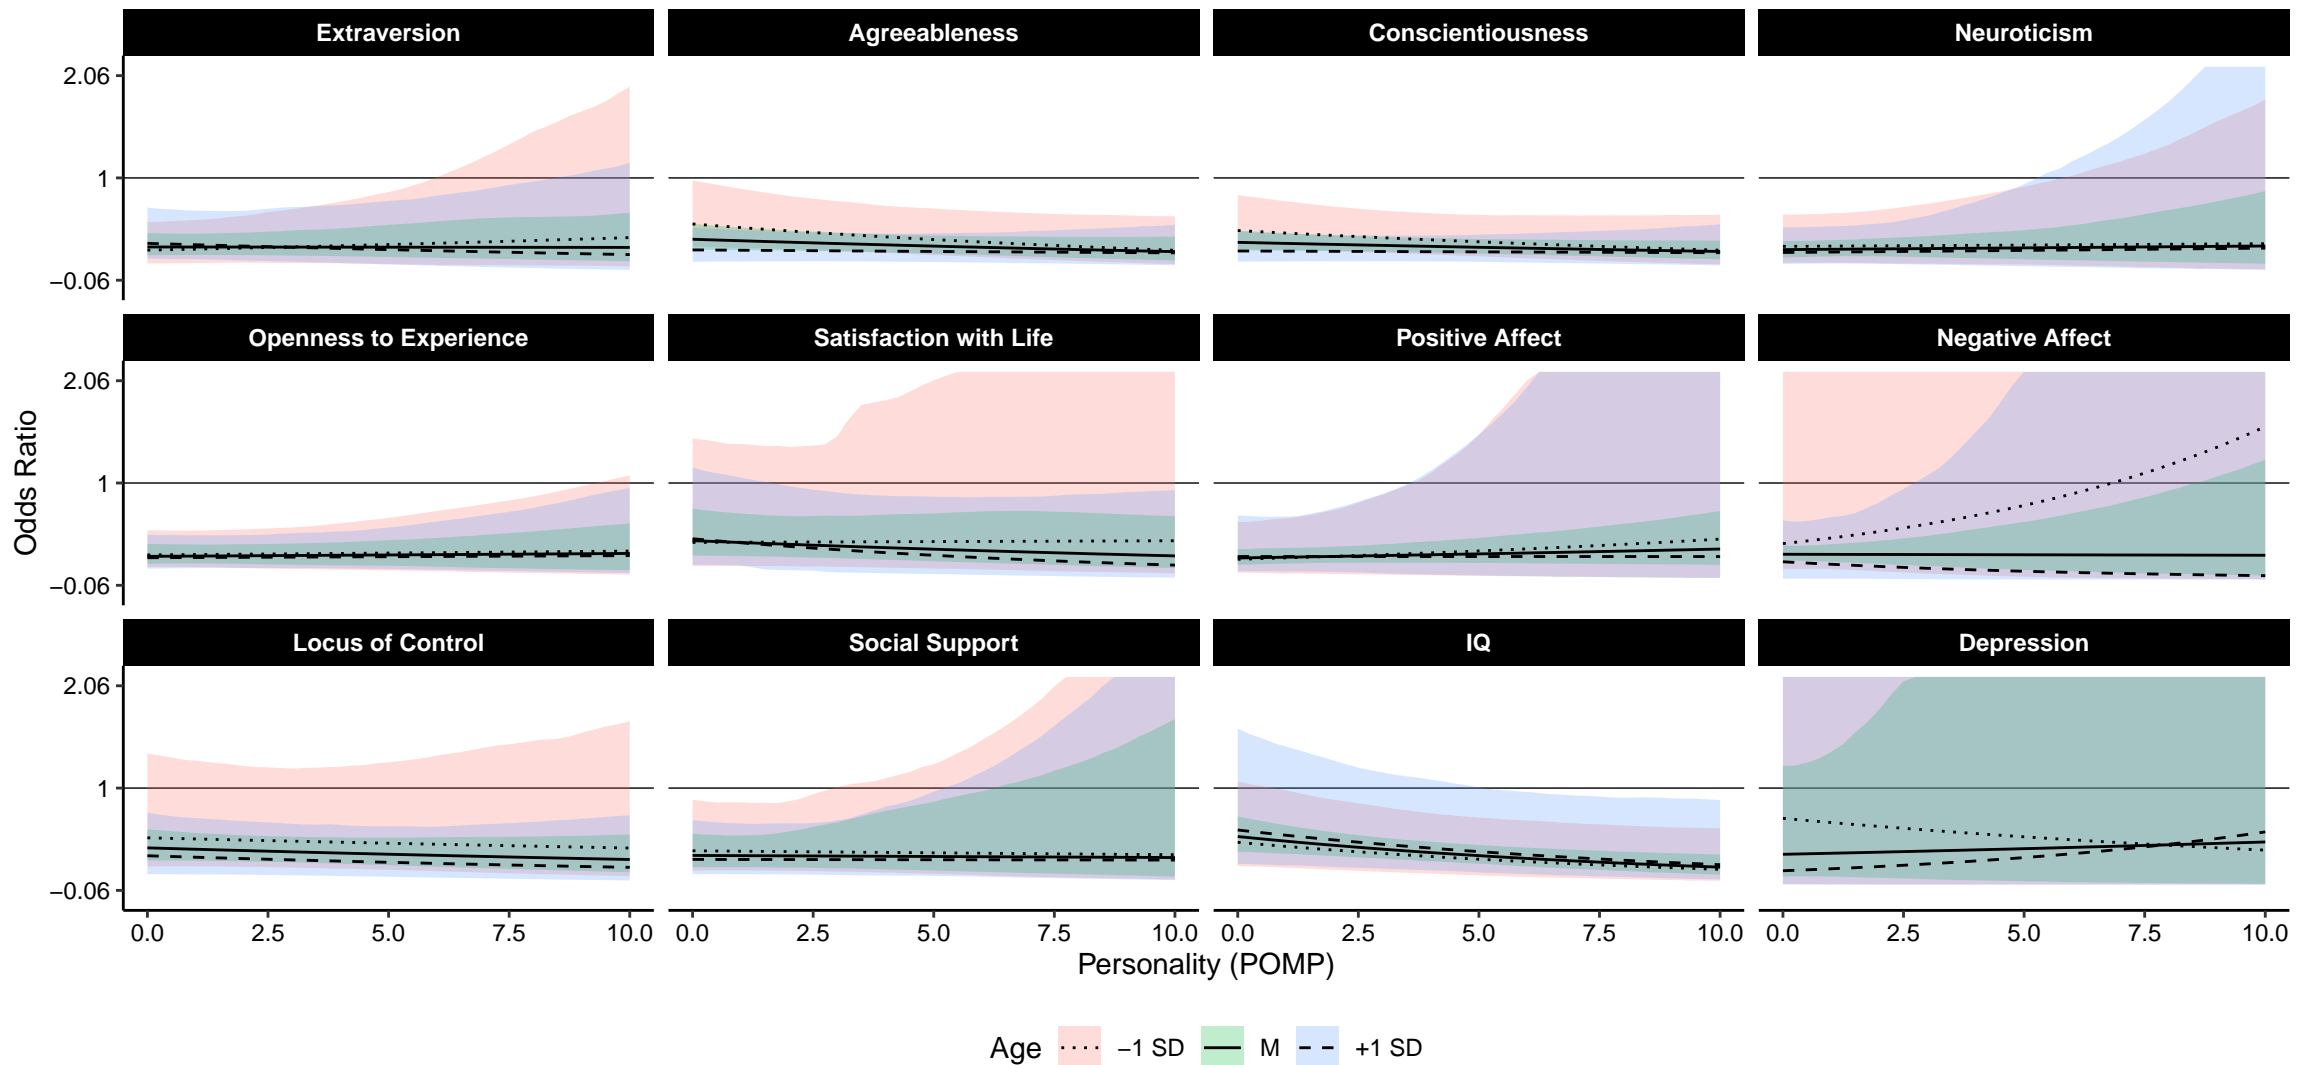 Extraversion Agreeableness Conscientiousness Neuroticism
2.06
1
−0.06
Openness to Experience Satisfaction with Life Positive Affect Negative Affect
2.06
1
−0.06
Odds Ratio
Locus of Control Social Support IQ Depression
2.06
1
−0.06
0.0 2.5 5.0 7.5 10.0 0.0 2.5 5.0 7.5 10.0 0.0 2.5 5.0 7.5 10.0 0.0 2.5 5.0 7.5 10.0
Personality (POMP)
Age −1 SD M +1 SD